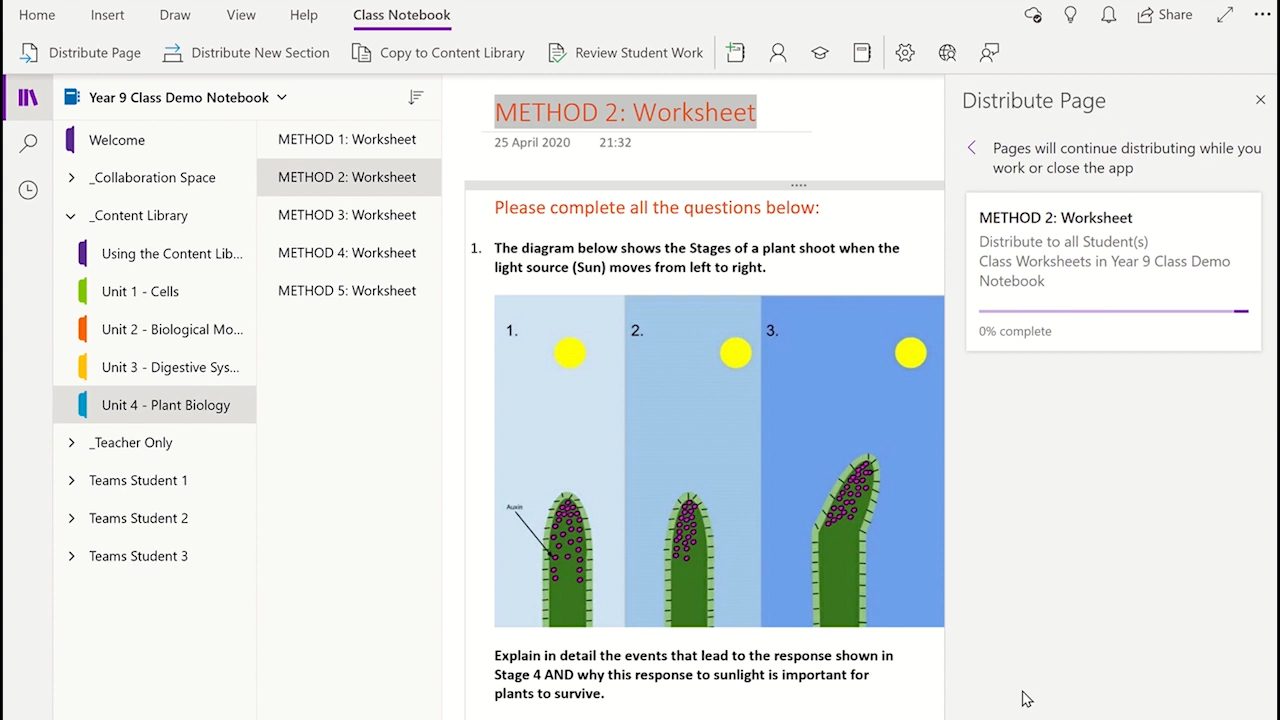 Home Insert Draw View Help Class Notebook Share
Distribute Page Distribute New Section Copy to Content Library Review Student Work
Year 9 Class Demo Notebook
Welcome
_Collaboration Space
_Content Library
Using the Content Lib...
Unit 1 - Cells
Unit 2 - Biological Mo...
Unit 3 - Digestive Sys...
Unit 4 - Plant Biology
_Teacher Only
Teams Student 1
Teams Student 2
Teams Student 3
METHOD 1: Worksheet
METHOD 2: Worksheet
METHOD 3: Worksheet
METHOD 4: Worksheet
METHOD 5: Worksheet
METHOD 2: Worksheet
25 April 2020 21:32
Please complete all the questions below:
1. The diagram below shows the Stages of a plant shoot when the
light source (Sun) moves from left to right.
1. 2. 3.
Auxin
Explain in detail the events that lead to the response shown in
Stage 4 AND why this response to sunlight is important for
plants to survive.
Distribute Page
Pages will continue distributing while you
work or close the app
METHOD 2: Worksheet
Distribute to all Student(s)
Class Worksheets in Year 9 Class Demo
Notebook
0% complete